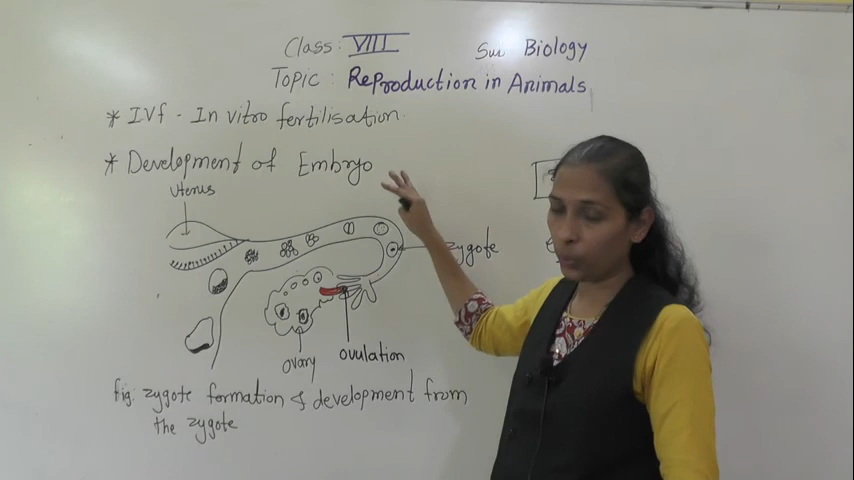 Class: VIII Sub Biology
Topic: Reproduction in Animals
* IVf - In vitro fertilisation.
* Development of Embryo
Uterus
zygote
ovary
ovulation
fig: zygote formation & development from
the zygote